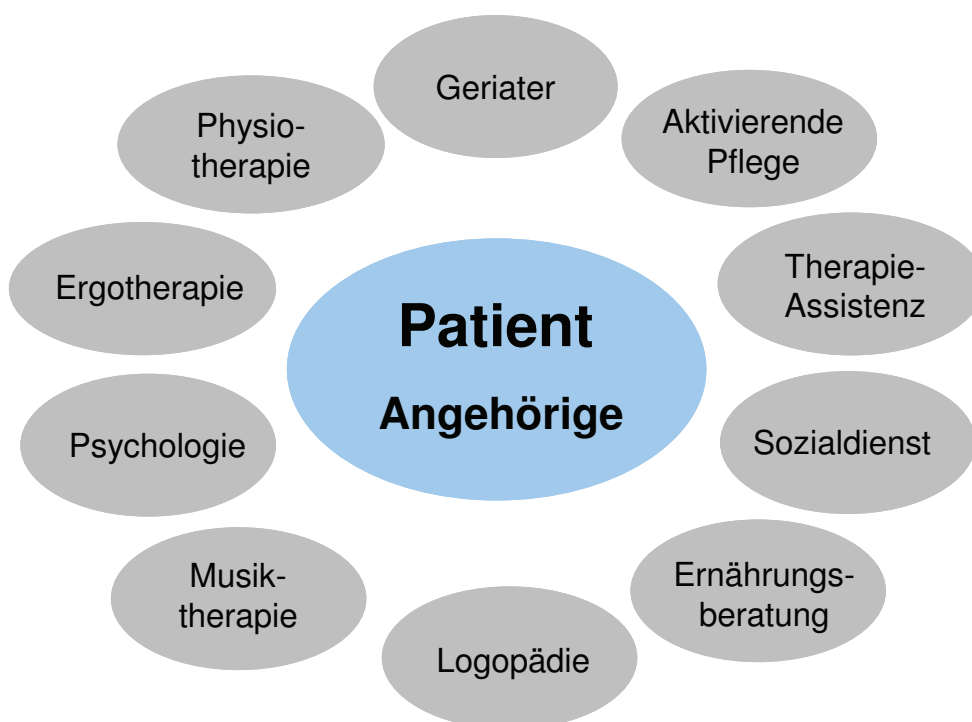 Geriater
Physio-
therapie
Aktivierende
Pflege
Ergotherapie
Therapie-
Assistenz
Patient
Angehörige
Psychologie
Sozialdienst
Musik-
therapie
Ernährungs-
beratung
Logopädie